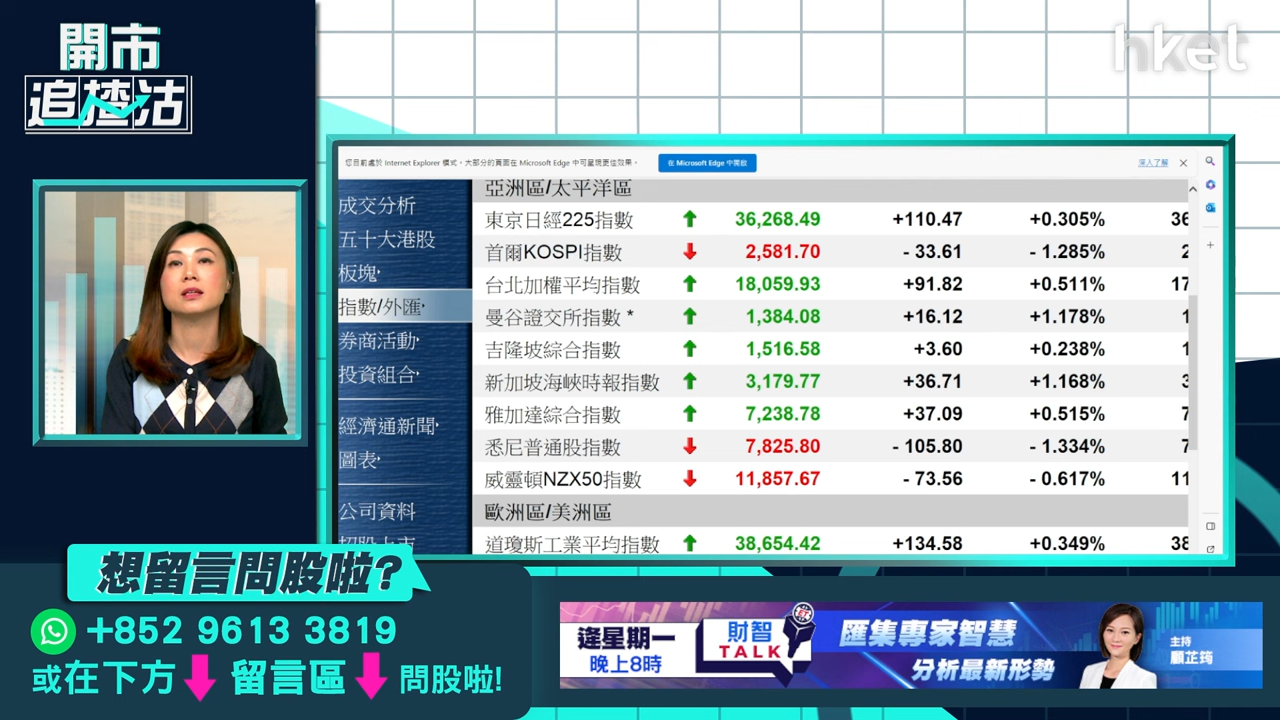 開市
追揸沽
hket
您目前處於 Internet Explorer 模式。大部分的頁面在 Microsoft Edge 中可呈現更佳效果。
在 Microsoft Edge 中開啟
深入了解
成交分析
五十大港股
板塊
指數/外匯
券商活動
投資組合
經濟通新聞
圖表
公司資料
招股上市
亞洲區/太平洋區
東京日經225指數 36,268.49 +110.47 +0.305% 36
首爾KOSPI指數 2,581.70 - 33.61 - 1.285% 2
台北加權平均指數 18,059.93 +91.82 +0.511% 17
曼谷證交所指數 * 1,384.08 +16.12 +1.178% 1
吉隆坡綜合指數 1,516.58 +3.60 +0.238% 1
新加坡海峽時報指數 3,179.77 +36.71 +1.168% 3
雅加達綜合指數 7,238.78 +37.09 +0.515% 7
悉尼普通股指數 7,825.80 - 105.80 - 1.334% 7
威靈頓NZX50指數 11,857.67 - 73.56 - 0.617% 11
歐洲區/美洲區
道瓊斯工業平均指數 38,654.42 +134.58 +0.349% 38
想留言問股啦?
+852 9613 3819
或在下方 留言區 問股啦!
逢星期一
晚上8時
財智
TALK
匯集專家智慧
分析最新形勢
主持
顧芷筠